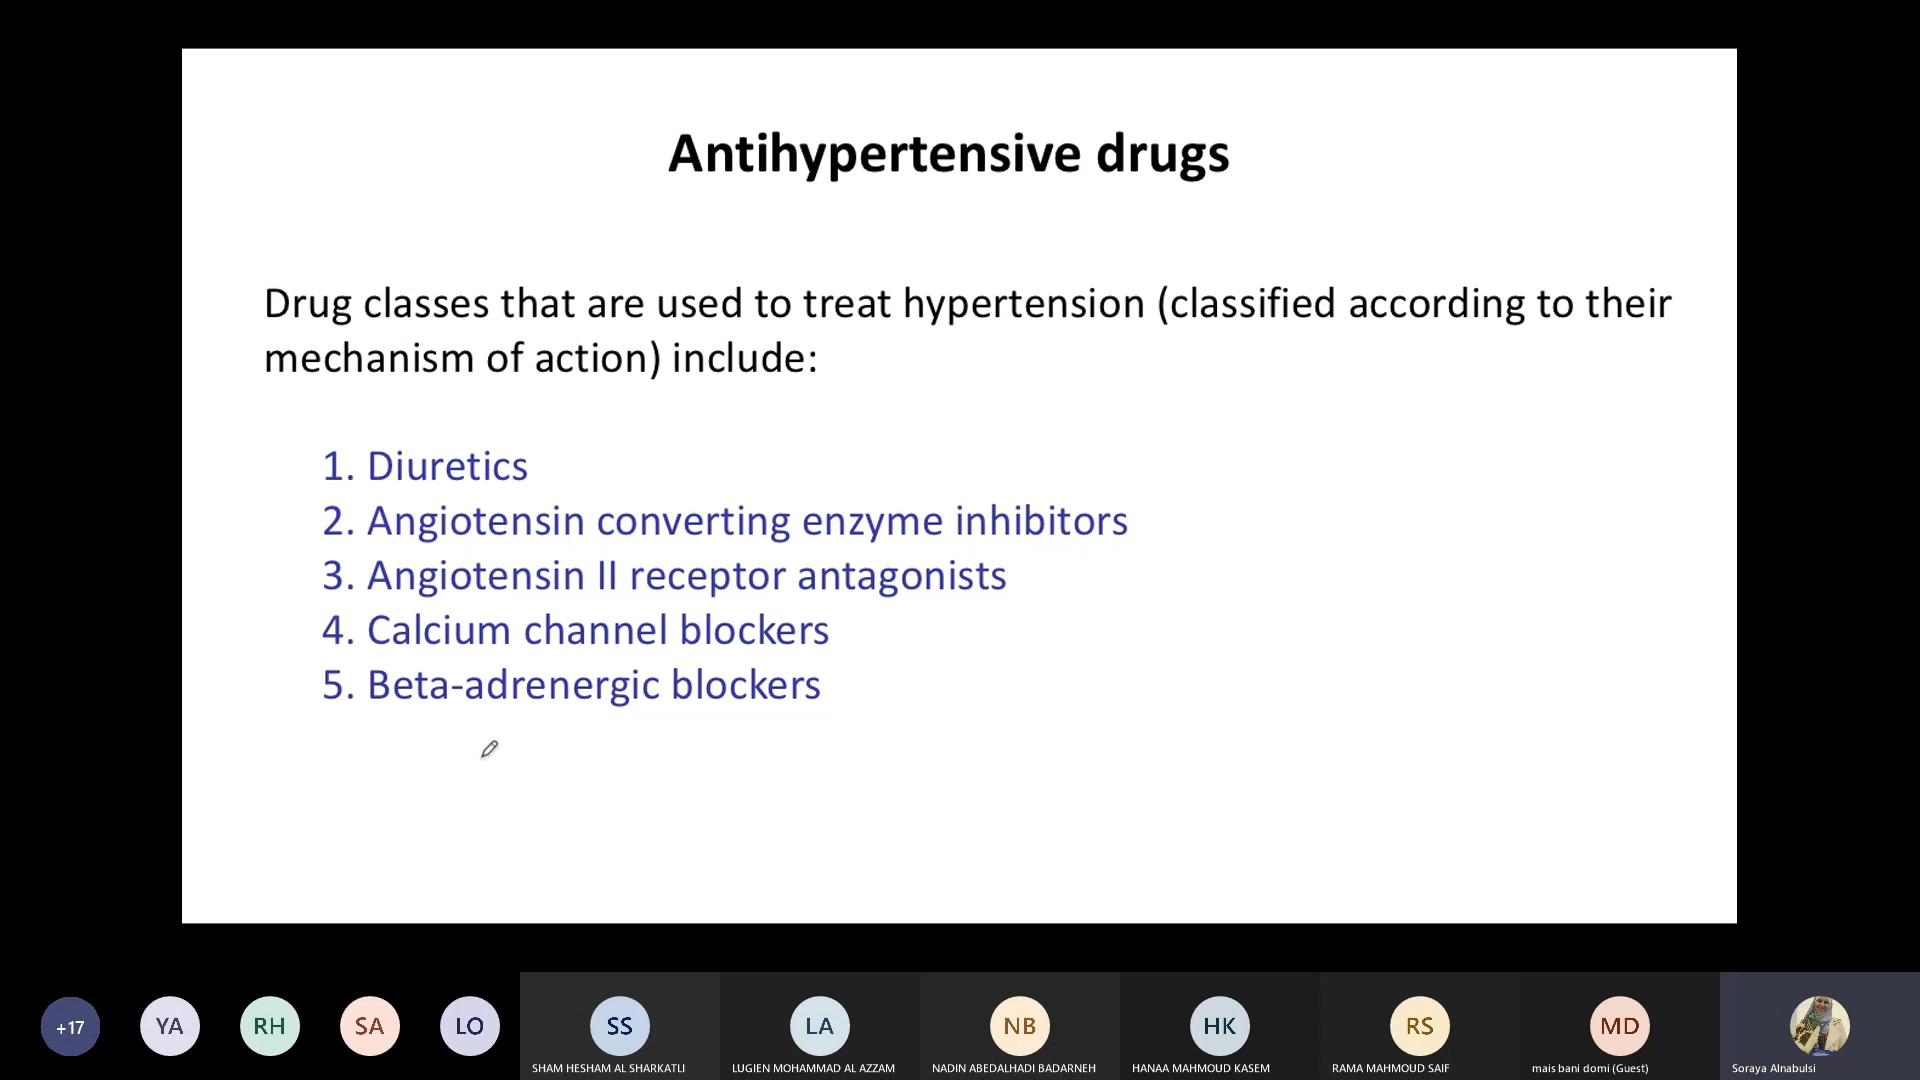 Antihypertensive drugs
Drug classes that are used to treat hypertension (classified according to their
mechanism of action) include:
1. Diuretics
2. Angiotensin converting enzyme inhibitors
3. Angiotensin II receptor antagonists
4. Calcium channel blockers
5. Beta-adrenergic blockers
+17
YA
RH
SA
LO
SS
LA
NB
HK
RS
MD
SHAM HESHAM AL SHARKATLI
LUGIEN MOHAMMAD AL AZZAM
NADIN ABEDALHADI BADARNEH
HANAA MAHMOUD KASEM
RAMA MAHMOUD SAIF
mais bani domi (Guest)
Soraya Alnabulsi